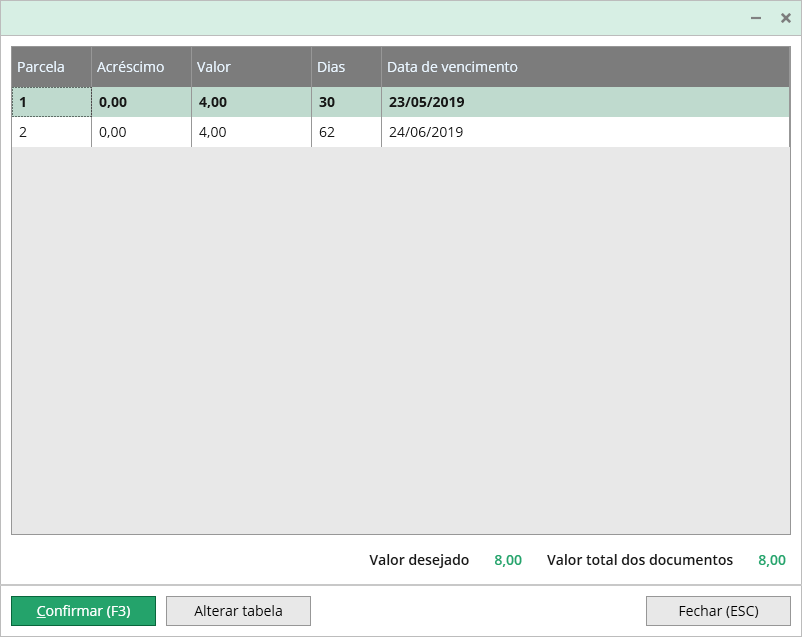 Parcela Acréscimo Valor Dias Data de vencimento
1 0,00 4,00 30 23/05/2019
2 0,00 4,00 62 24/06/2019
Valor desejado 8,00 Valor total dos documentos 8,00
Confirmar (F3) Alterar tabela Fechar (ESC)